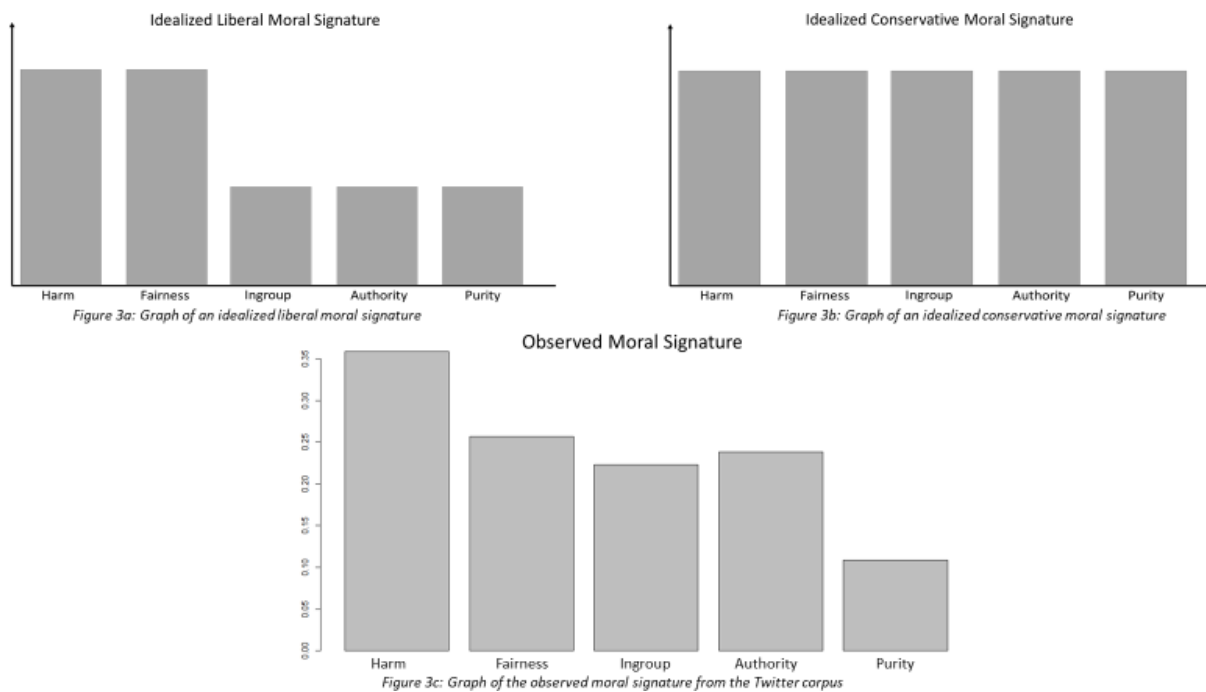 Idealized Liberal Moral Signature
Harm Fairness Ingroup Authority Purity
Figure 3a: Graph of an idealized liberal moral signature
Idealized Conservative Moral Signature
Harm Fairness Ingroup Authority Purity
Figure 3b: Graph of an idealized conservative moral signature
Observed Moral Signature
0.35
0.30
0.25
0.20
0.15
0.10
0.05
0.00
Harm Fairness Ingroup Authority Purity
Figure 3c: Graph of the observed moral signature from the Twitter corpus